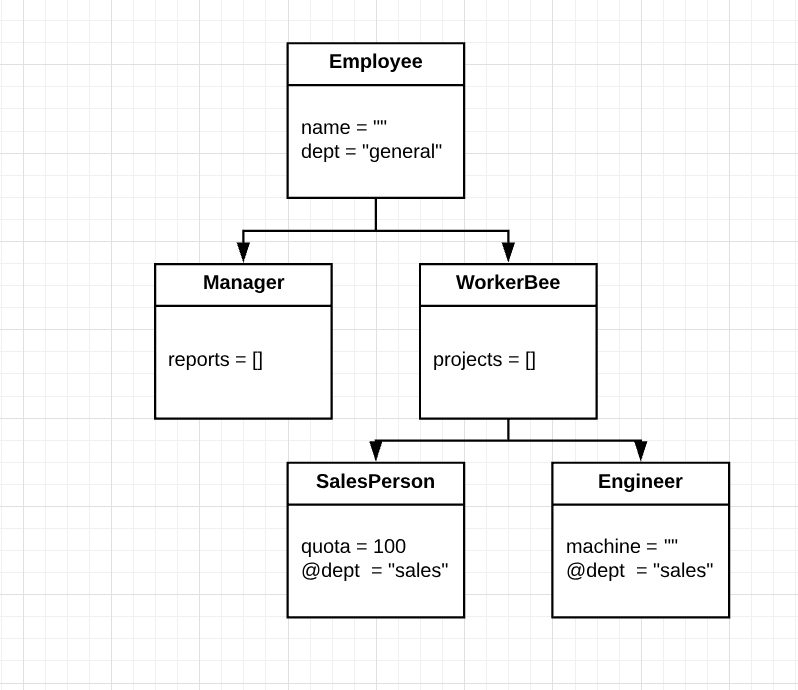 Employee
name = ""
dept = "general"
Manager
reports = []
WorkerBee
projects = []
SalesPerson
quota = 100
@dept  = "sales"
Engineer
machine = ""
@dept  = "sales"